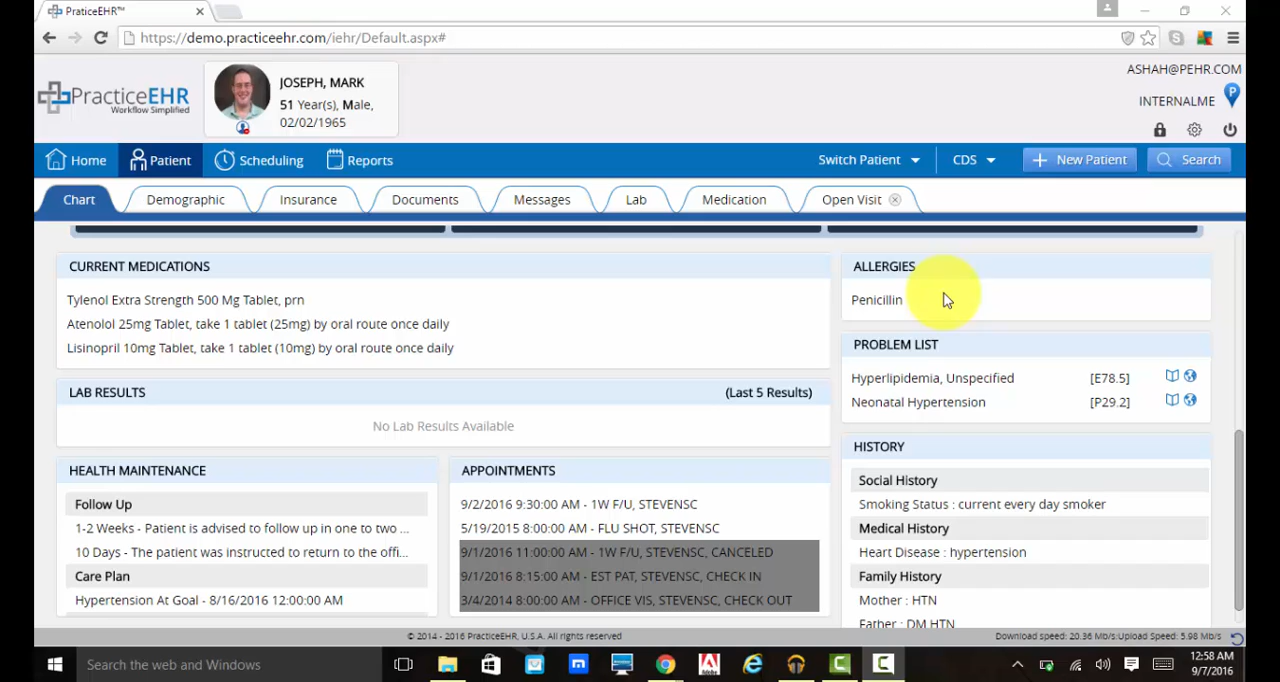 PraticeEHR™
https://demo.practiceehr.com/iehr/Default.aspx#
PracticeEHR
Workflow Simplified
JOSEPH, MARK
51 Year(s), Male,
02/02/1965
ASHAH@PEHR.COM
INTERNALME P
Home Patient Scheduling Reports Switch Patient CDS New Patient Search
Chart Demographic Insurance Documents Messages Lab Medication Open Visit
CURRENT MEDICATIONS
Tylenol Extra Strength 500 Mg Tablet, prn
Atenolol 25mg Tablet, take 1 tablet (25mg) by oral route once daily
Lisinopril 10mg Tablet, take 1 tablet (10mg) by oral route once daily
ALLERGIES
Penicillin
PROBLEM LIST
Hyperlipidemia, Unspecified [E78.5]
Neonatal Hypertension [P29.2]
LAB RESULTS (Last 5 Results)
No Lab Results Available
HEALTH MAINTENANCE
Follow Up
1-2 Weeks - Patient is advised to follow up in one to two ...
10 Days - The patient was instructed to return to the offi...
Care Plan
Hypertension At Goal - 8/16/2016 12:00:00 AM
APPOINTMENTS
9/2/2016 9:30:00 AM - 1W F/U, STEVENSC
5/19/2015 8:00:00 AM - FLU SHOT, STEVENSC
9/1/2016 11:00:00 AM - 1W F/U, STEVENSC, CANCELED
9/1/2016 8:15:00 AM - EST PAT, STEVENSC, CHECK IN
3/4/2014 8:00:00 AM - OFFICE VIS, STEVENSC, CHECK OUT
HISTORY
Social History
Smoking Status : current every day smoker
Medical History
Heart Disease : hypertension
Family History
Mother : HTN
Father : DM HTN
© 2014 - 2016 PracticeEHR, U.S.A. All rights reserved
Download speed: 20.36 Mb/s:Upload Speed: 5.98 Mb/s
Search the web and Windows
12:58 AM
9/7/2016